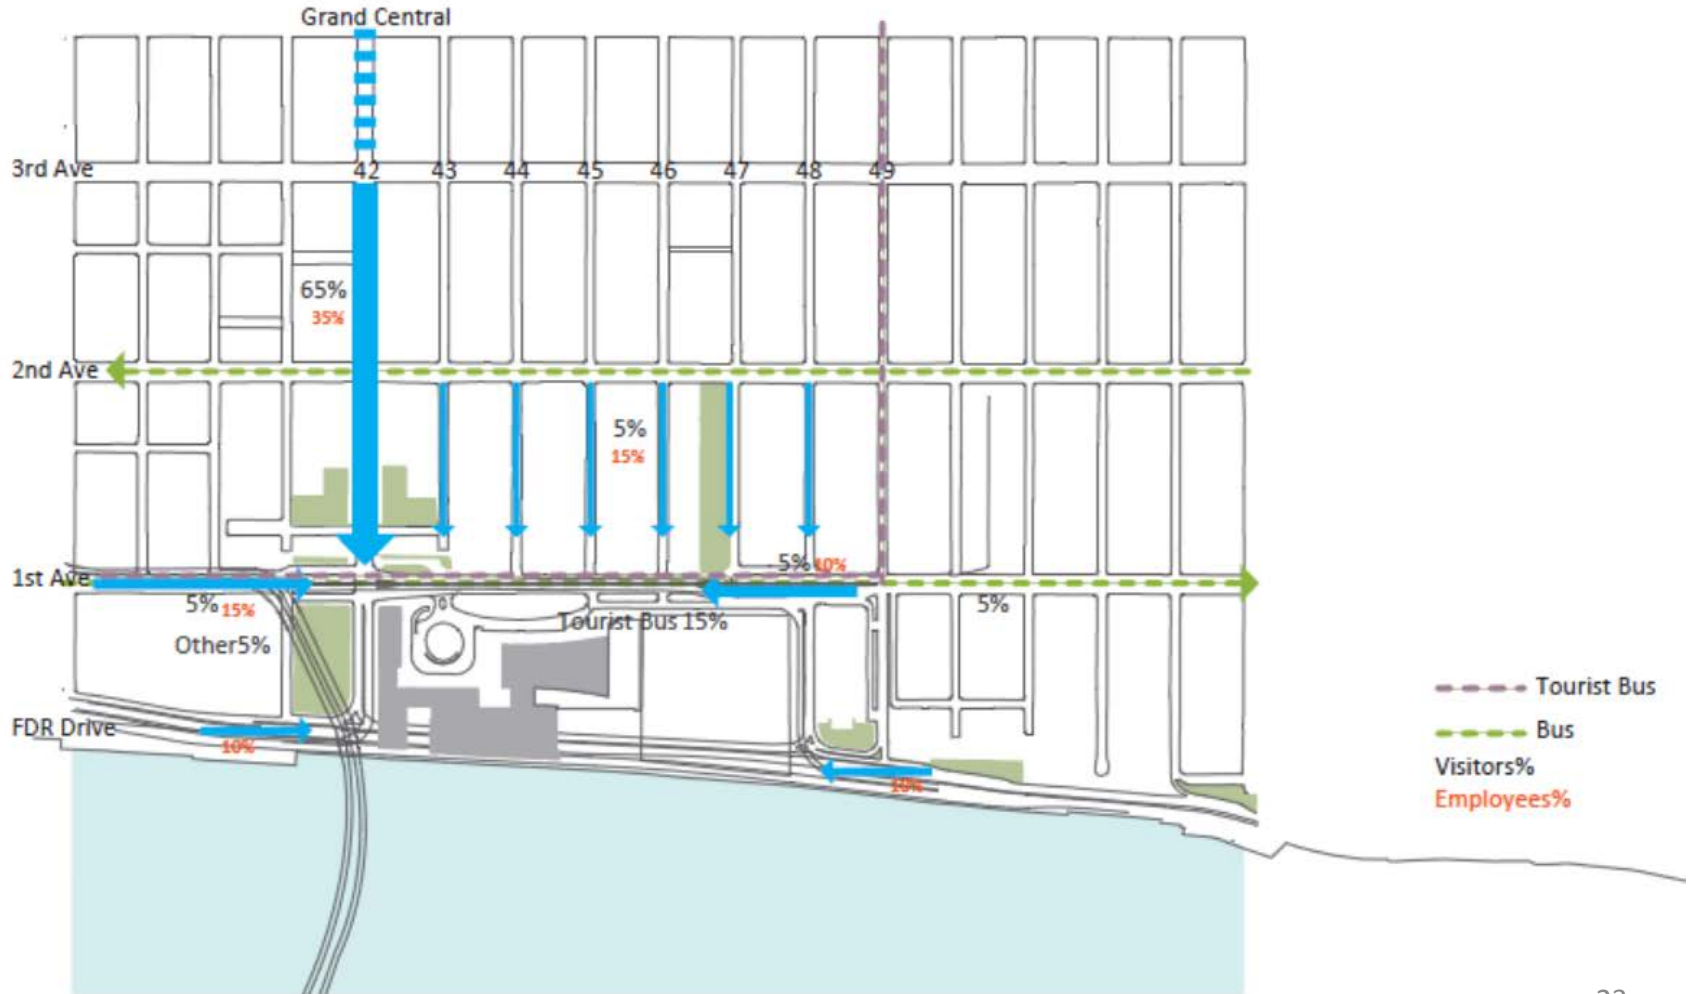 Grand Central
3rd Ave
42 43 44 45 46 47 48 49
65%
35%
2nd Ave
5%
15%
5% 10%
1st Ave
5% 15%
5%
Tourist Bus 15%
Other5%
Tourist Bus
FDR Drive
Bus
10%
Visitors%
10%
Employees%